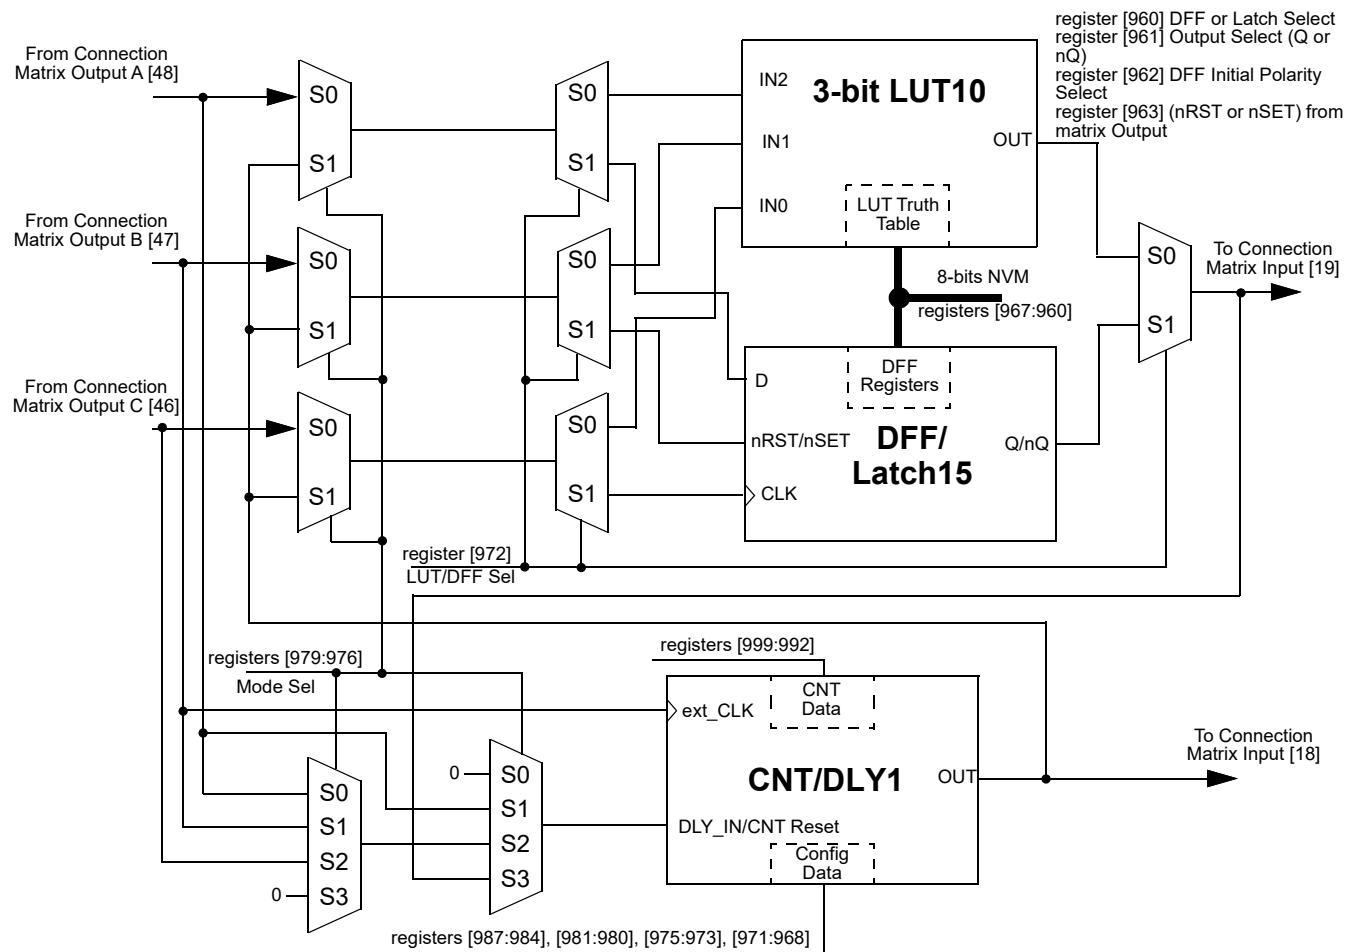 register [960] DFF or Latch Select
register [961] Output Select (Q or
nQ)
register [962] DFF Initial Polarity
Select
register [963] (nRST or nSET) from
matrix Output
From Connection
Matrix Output A [48]
S0
S1
S0
S1
IN2
IN1
IN0
3-bit LUT10
OUT
LUT Truth
Table
From Connection
Matrix Output B [47]
S0
S1
S0
S1
8-bits NVM
registers [967:960]
S0
S1
To Connection
Matrix Input [19]
From Connection
Matrix Output C [46]
S0
S1
S0
S1
D
nRST/nSET
CLK
DFF
Registers
DFF/
Latch15
Q/nQ
register [972]
LUT/DFF Sel
registers [979:976]
Mode Sel
registers [999:992]
CNT
Data
ext_CLK
CNT/DLY1
OUT
To Connection
Matrix Input [18]
DLY_IN/CNT Reset
Config
Data
0
S0
S1
S2
S3
S0
S1
S2
0
S3
registers [987:984], [981:980], [975:973], [971:968]